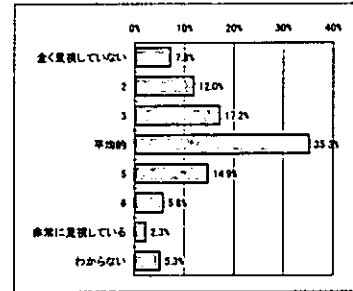 0% 10% 20% 30% 40%
全く重視していない 7.3%
2 12.0%
3 17.2%
平均的 35.2%
5 14.9%
6 5.8%
非常に重視している 2.3%
わからない 5.3%